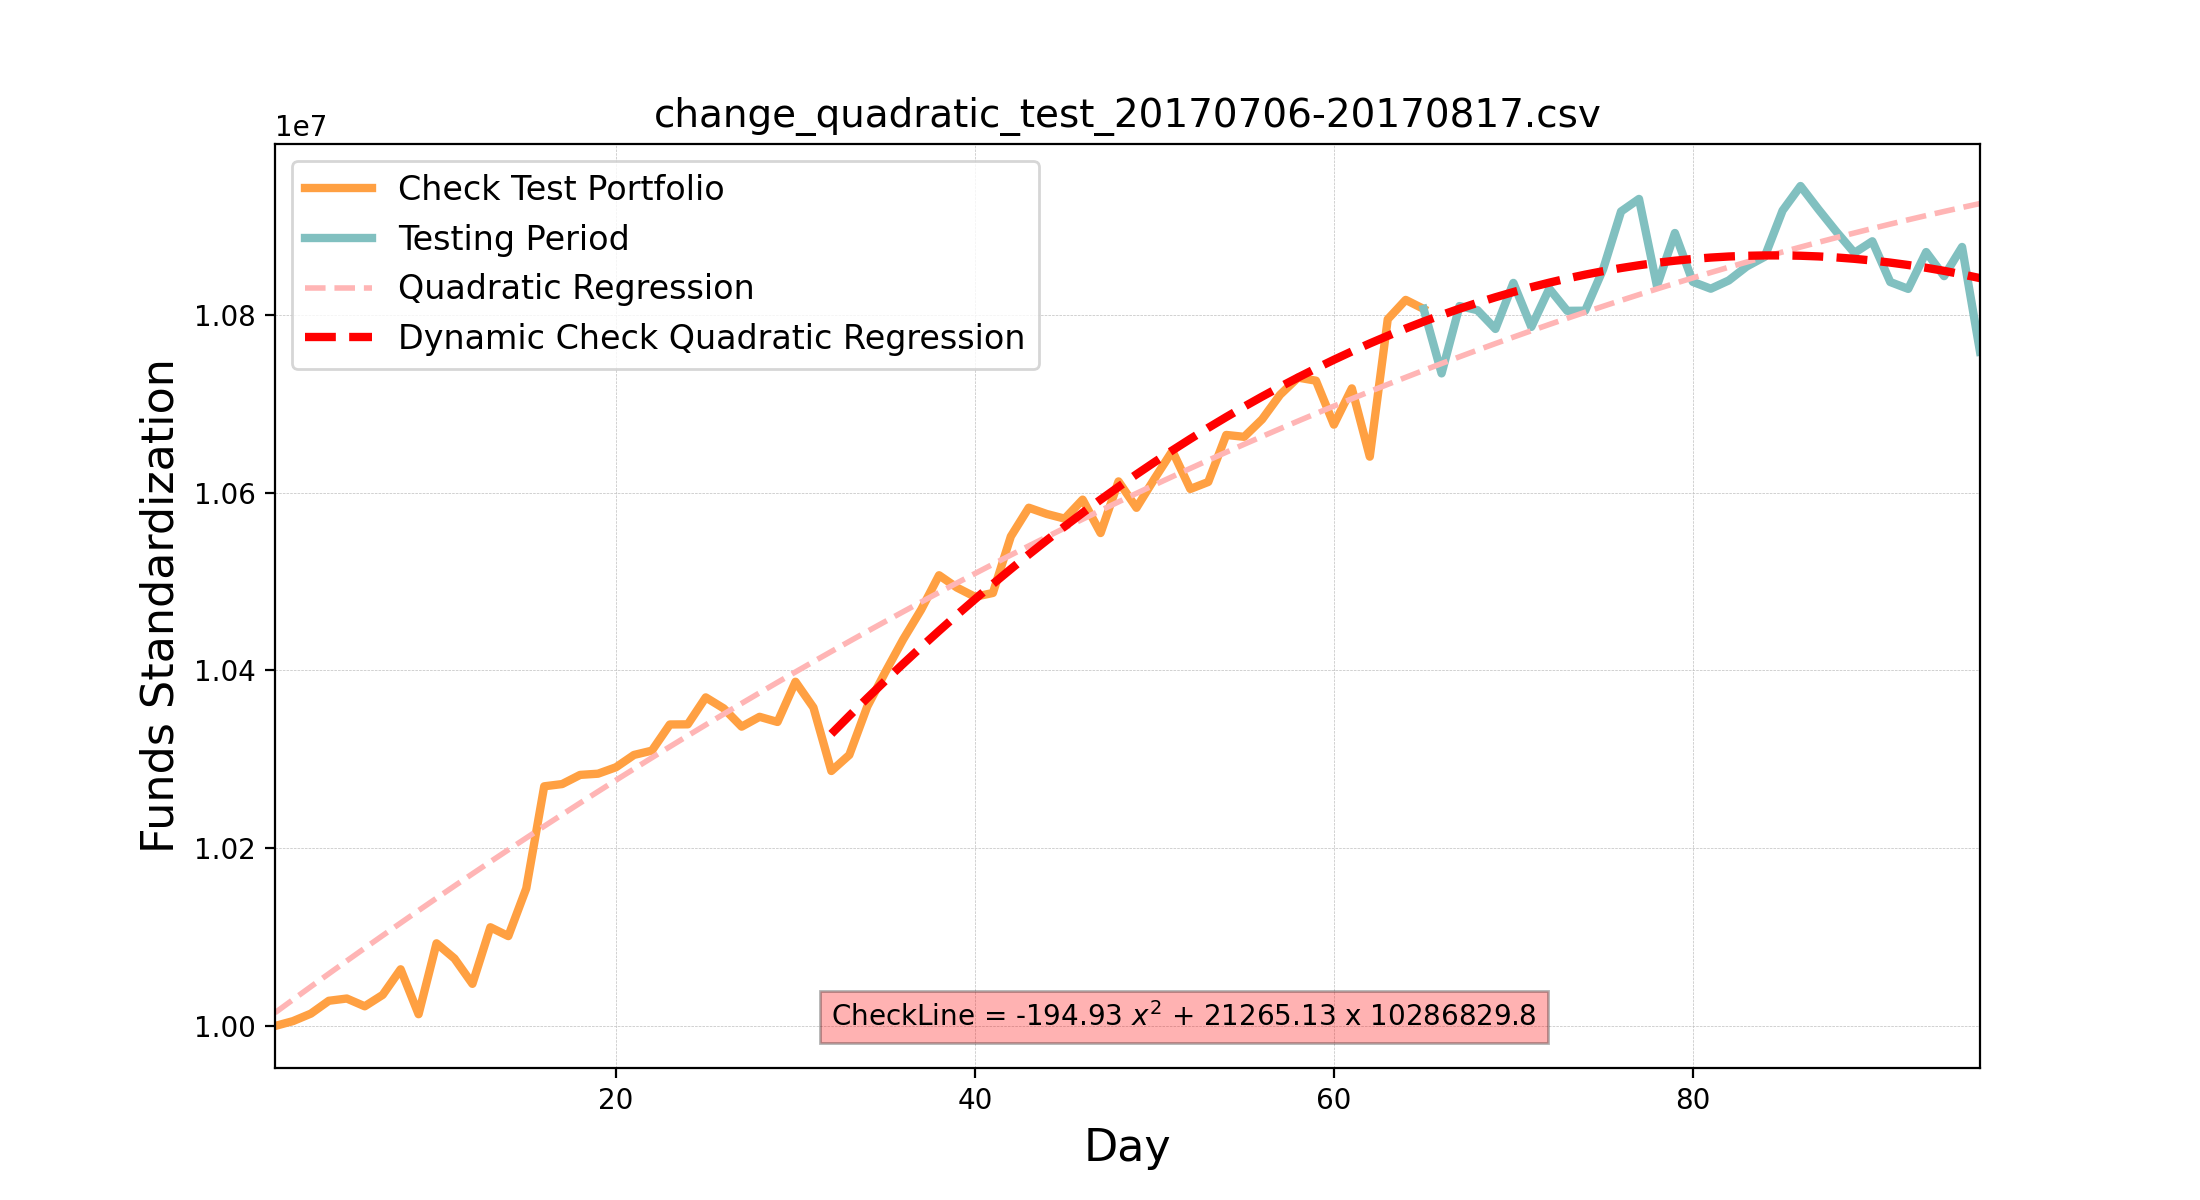 change_quadratic_test_20170706-20170817.csv
1e7
Check Test Portfolio
Testing Period
Quadratic Regression
Dynamic Check Quadratic Regression
1.08
1.06
1.04
1.02
1.00
Funds Standardization
CheckLine = -194.93 x² + 21265.13 x 10286829.8
20 40 60 80
Day